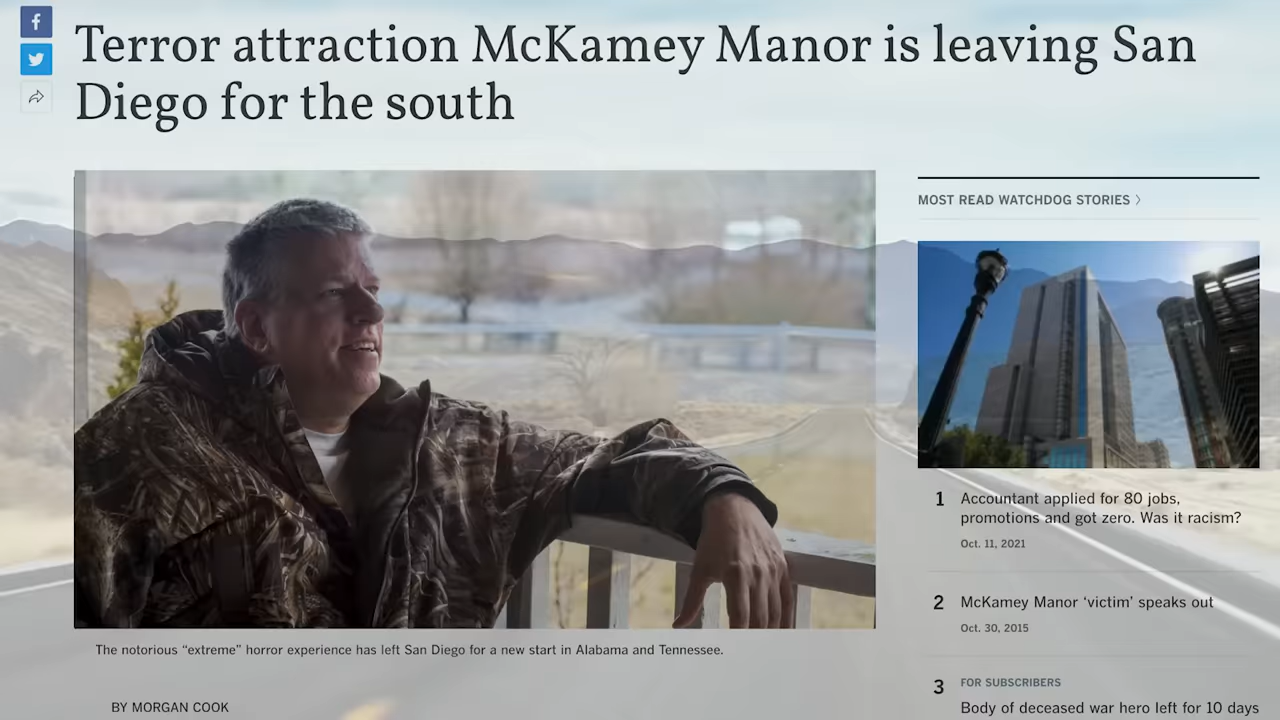 Terror attraction McKamey Manor is leaving San
Diego for the south
MOST READ WATCHDOG STORIES
1 Accountant applied for 80 jobs,
promotions and got zero. Was it racism?
Oct. 11, 2021
2 McKamey Manor ‘victim’ speaks out
Oct. 30, 2015
3 FOR SUBSCRIBERS
Body of deceased war hero left for 10 days
The notorious “extreme” horror experience has left San Diego for a new start in Alabama and Tennessee.
BY MORGAN COOK